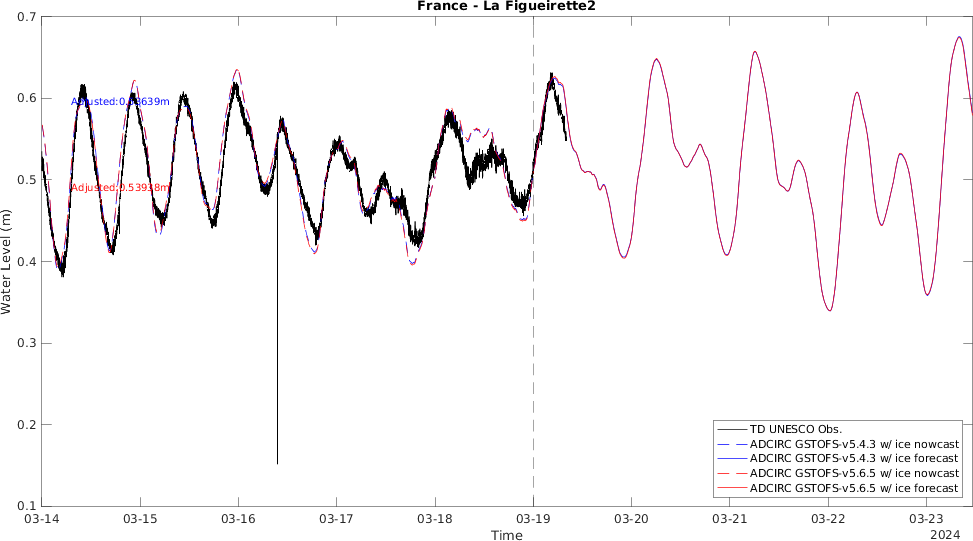 France - La Figueirette2
0.7
0.6
0.5
0.4
0.3
0.2
0.1
Water Level (m)
Adjusted:0.53938m
TD UNESCO Obs.
ADCIRC GSTOFS-v5.4.3 w/ ice nowcast
ADCIRC GSTOFS-v5.4.3 w/ ice forecast
ADCIRC GSTOFS-v5.6.5 w/ ice nowcast
ADCIRC GSTOFS-v5.6.5 w/ ice forecast
03-14 03-15 03-16 03-17 03-18 03-19 03-20 03-21 03-22 03-23
Time
2024